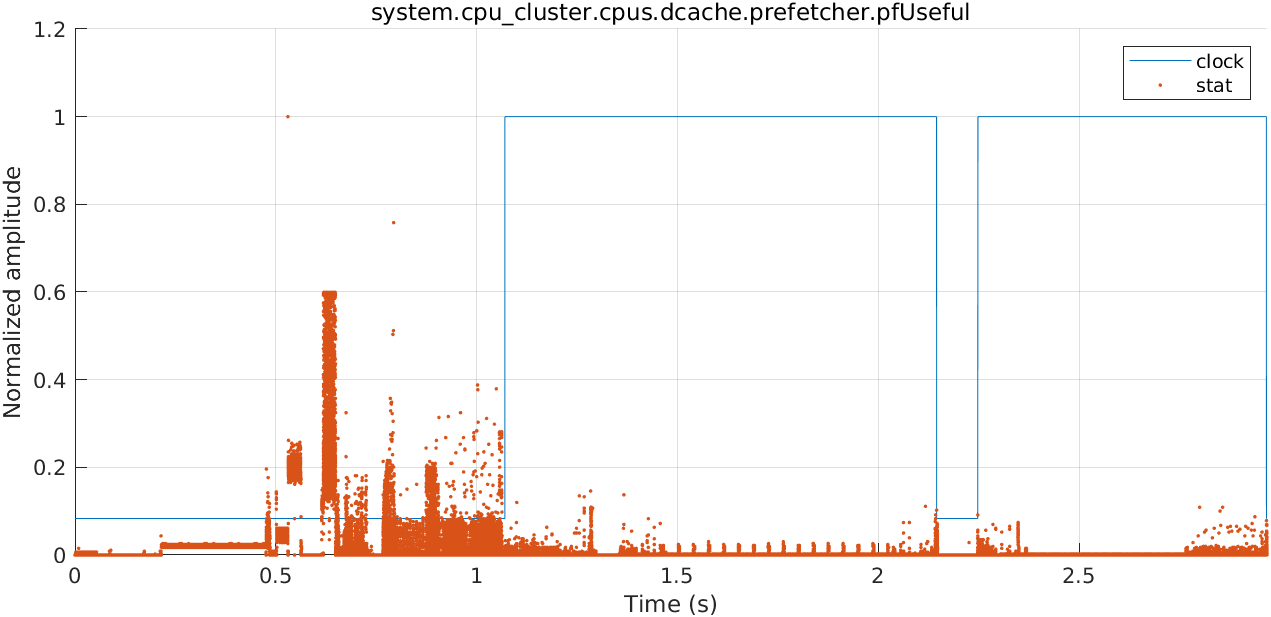 system.cpu_cluster.cpus.dcache.prefetcher.pfUseful
1.2
1
0.8
0.6
0.4
0.2
0
Normalized amplitude
clock
stat
0 0.5 1 1.5 2 2.5
Time (s)